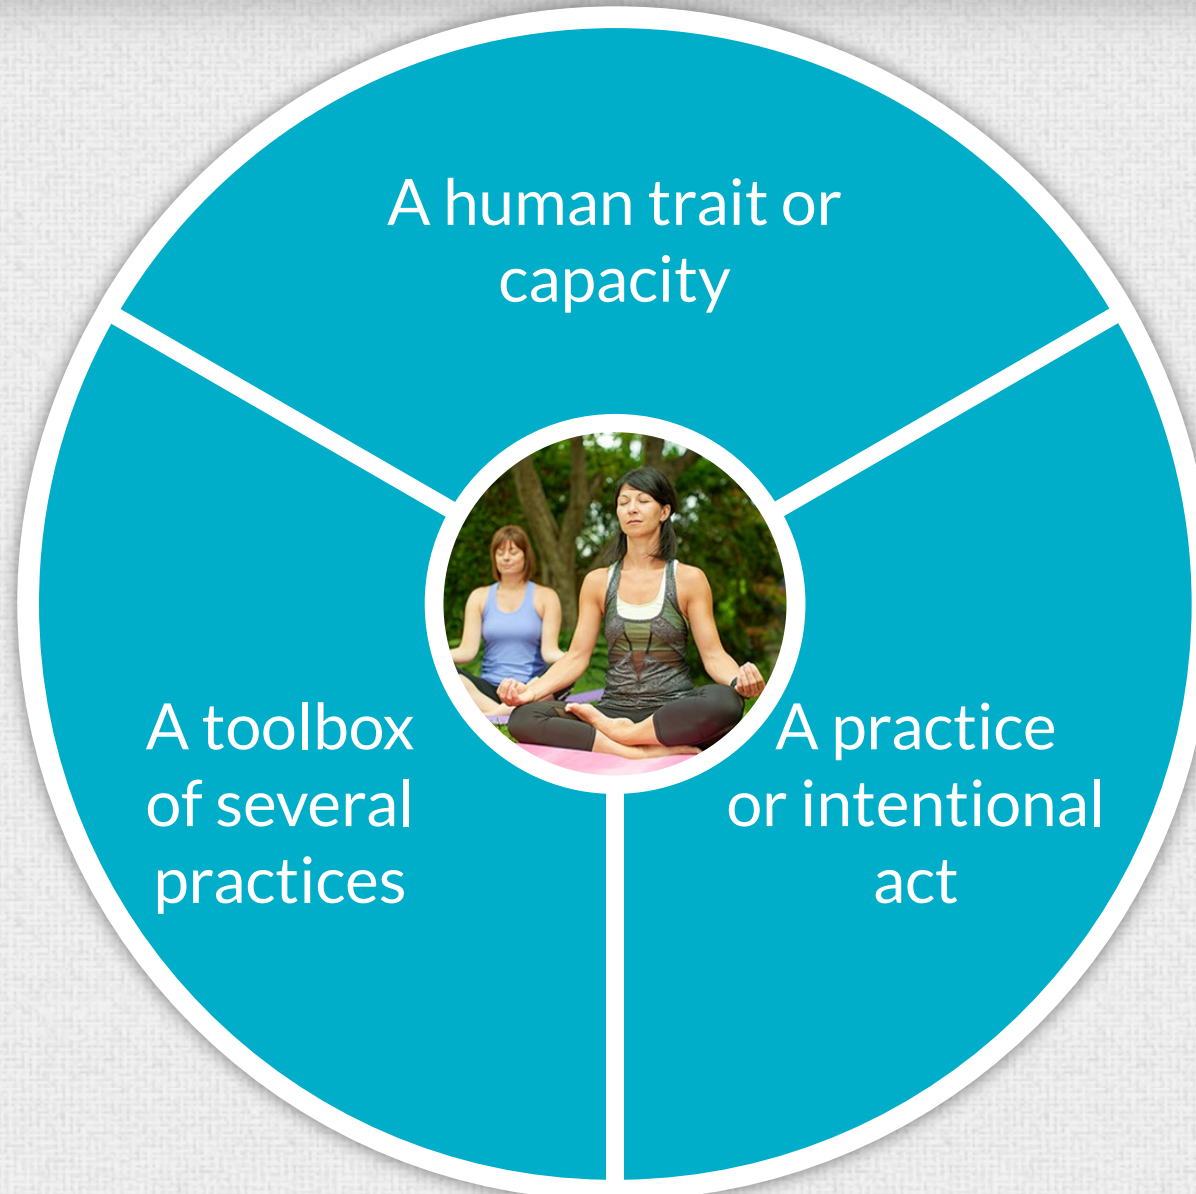 A human trait or
capacity
A toolbox
of several
practices
A practice
or intentional
act